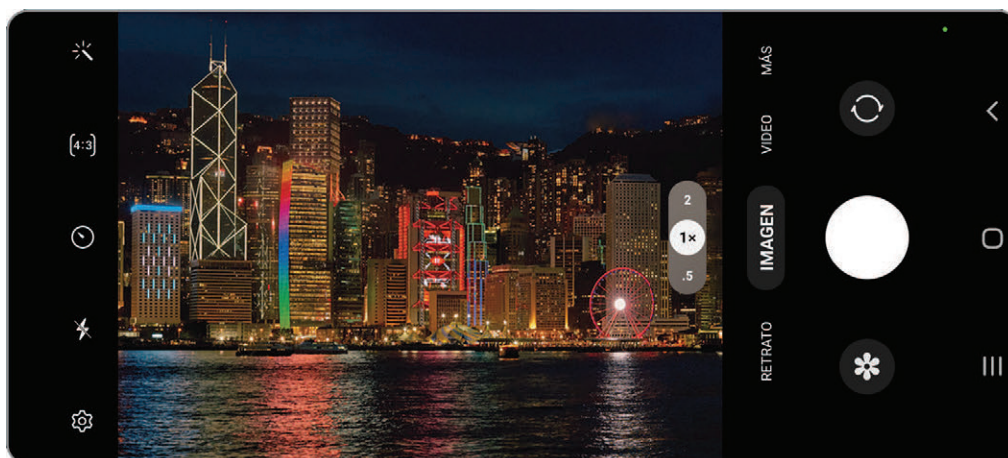 4:3
2
1×
.5
MÁS
VIDEO
IMAGEN
RETRATO